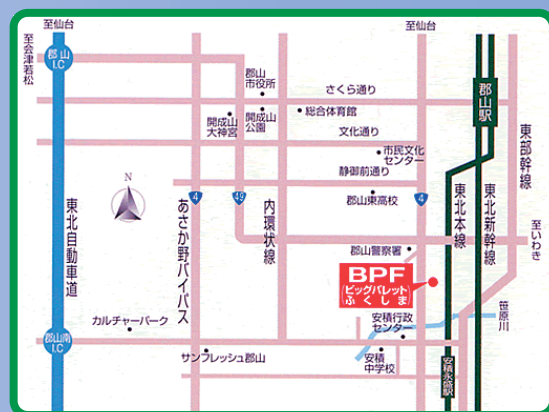 至仙台
至仙台
至会津若松
郡山
I.C
郡山
市役所
さくら通り
郡山駅
開成山
大神宮
開成山
公園
総合体育館
文化通り
市民文化
センター
東部幹線
静御前通り
N
4
49
4
郡山東高校
東北自動車道
あさか野バイパス
内環状線
東北本線
東北新幹線
至いわき
郡山警察署
BPF
(ビッグパレット
ふくしま)
笹原川
カルチャーパーク
安積行政
センター
郡山南
I.C
サンフレッシュ郡山
安積
中学校
安積永盛駅